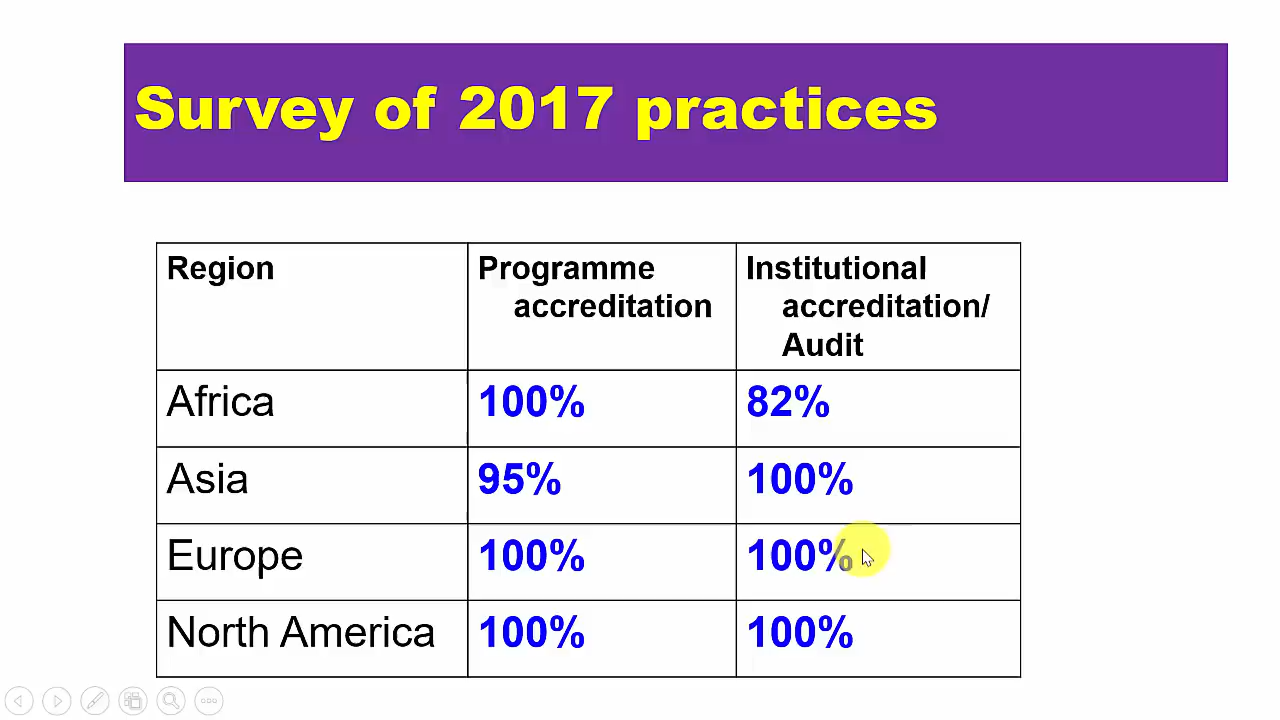 Survey of 2017 practices
Region
Programme
accreditation
Institutional
accreditation/
Audit
Africa
100%
82%
Asia
95%
100%
Europe
100%
100%
North America
100%
100%